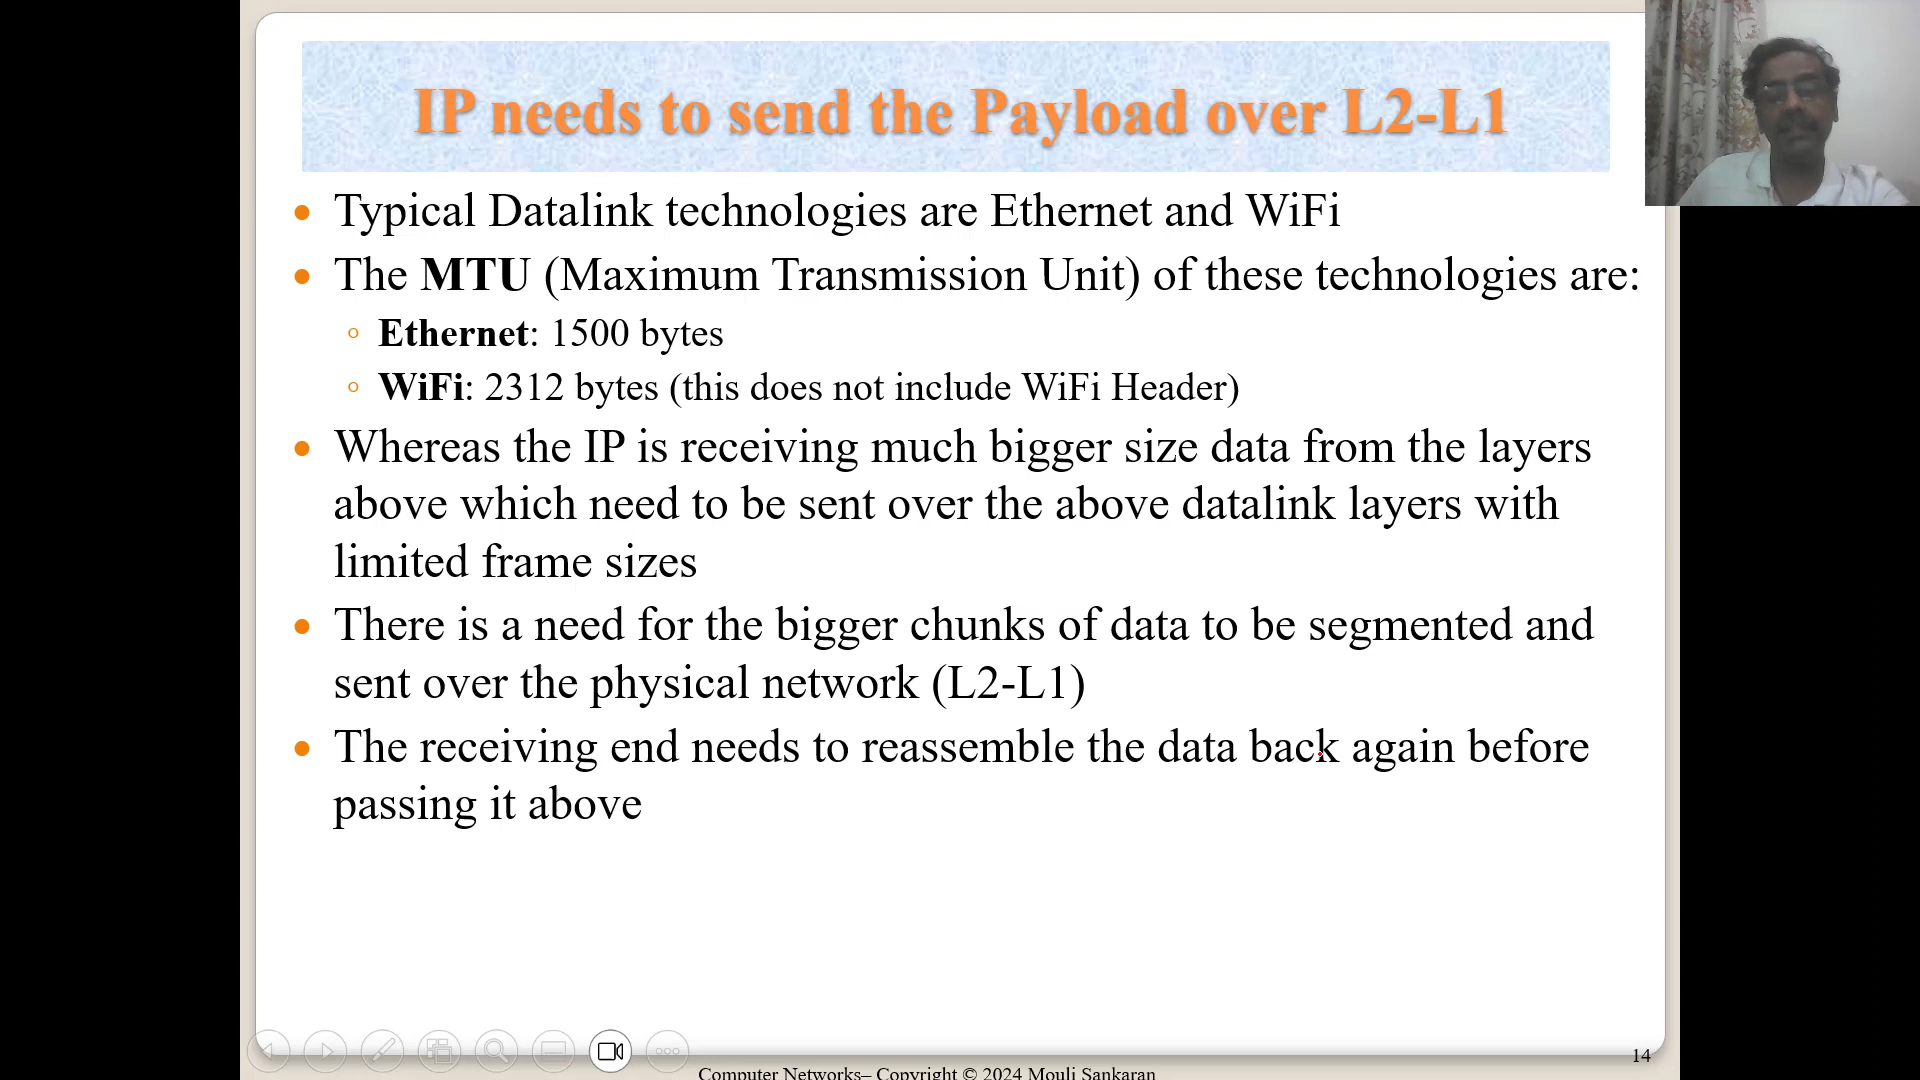 IP needs to send the Payload over L2-L1
Typical Datalink technologies are Ethernet and WiFi
The MTU (Maximum Transmission Unit) of these technologies are:
Ethernet: 1500 bytes
WiFi: 2312 bytes (this does not include WiFi Header)
Whereas the IP is receiving much bigger size data from the layers
above which need to be sent over the above datalink layers with
limited frame sizes
There is a need for the bigger chunks of data to be segmented and
sent over the physical network (L2-L1)
The receiving end needs to reassemble the data back again before
passing it above
14
Computer Networks– Copyright © 2024 Mouli Sankaran